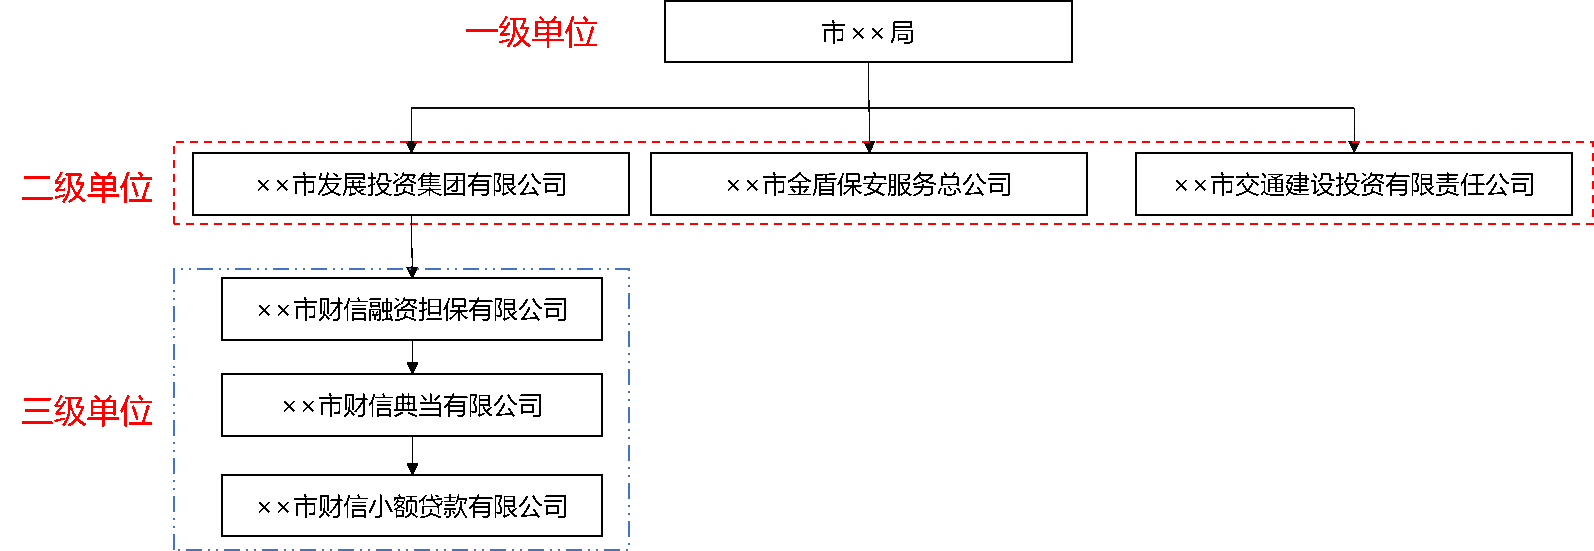 一级单位
市××局
二级单位
××市发展投资集团有限公司
××市金盾保安服务总公司
××市交通建设投资有限责任公司
××市财信融资担保有限公司
三级单位
××市财信典当有限公司
××市财信小额贷款有限公司